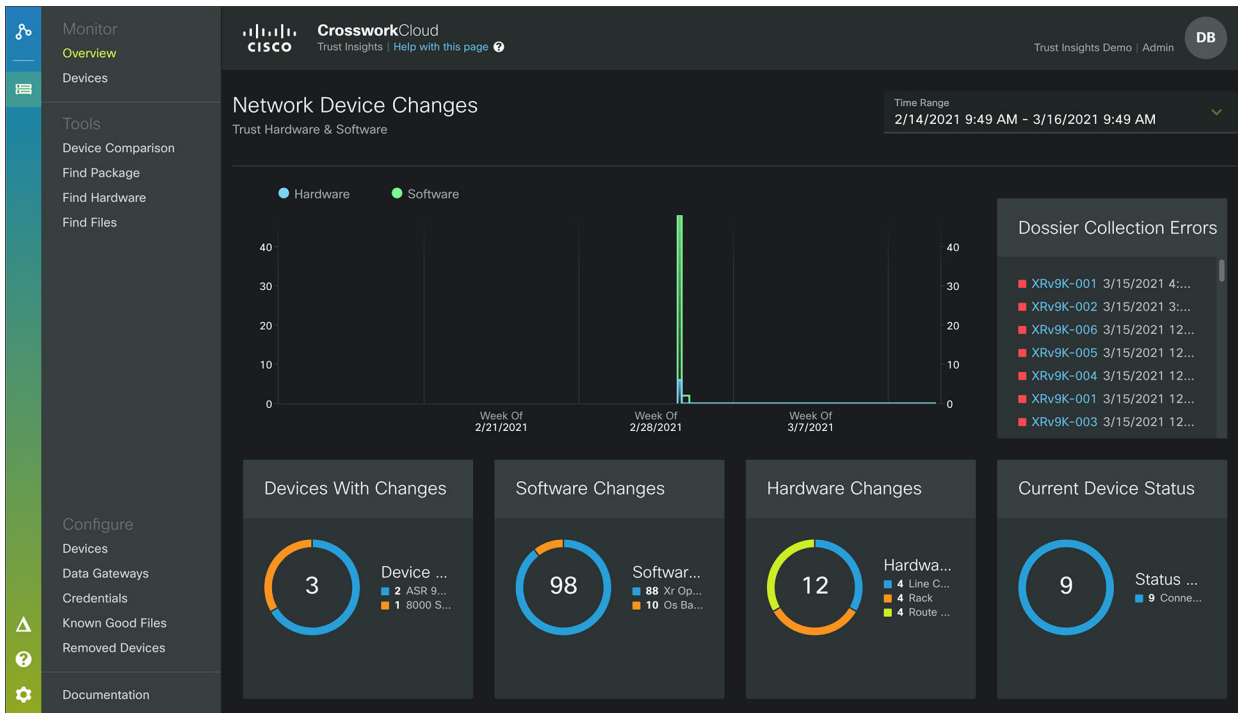 Monitor
Overview
Devices
Tools
Device Comparison
Find Package
Find Hardware
Find Files
Configure
Devices
Data Gateways
Credentials
Known Good Files
Removed Devices
Documentation
CISCO
CrossworkCloud
Trust Insights | Help with this page ?
Trust Insights Demo | Admin
DB
Network Device Changes
Trust Hardware & Software
Time Range
2/14/2021 9:49 AM - 3/16/2021 9:49 AM
Hardware
Software
40
30
20
10
0
40
30
20
10
0
Week Of
2/21/2021
Week Of
2/28/2021
Week Of
3/7/2021
Dossier Collection Errors
XRv9K-001 3/15/2021 4:...
XRv9K-002 3/15/2021 3:...
XRv9K-006 3/15/2021 12...
XRv9K-005 3/15/2021 12...
XRv9K-004 3/15/2021 12...
XRv9K-001 3/15/2021 12...
XRv9K-003 3/15/2021 12...
Devices With Changes
3
Device ...
2 ASR 9...
1 8000 S...
Software Changes
98
Softwar...
88 Xr Op...
10 Os Ba...
Hardware Changes
12
Hardwa...
4 Line C...
4 Rack
4 Route ...
Current Device Status
9
Status ...
9 Conne...
?